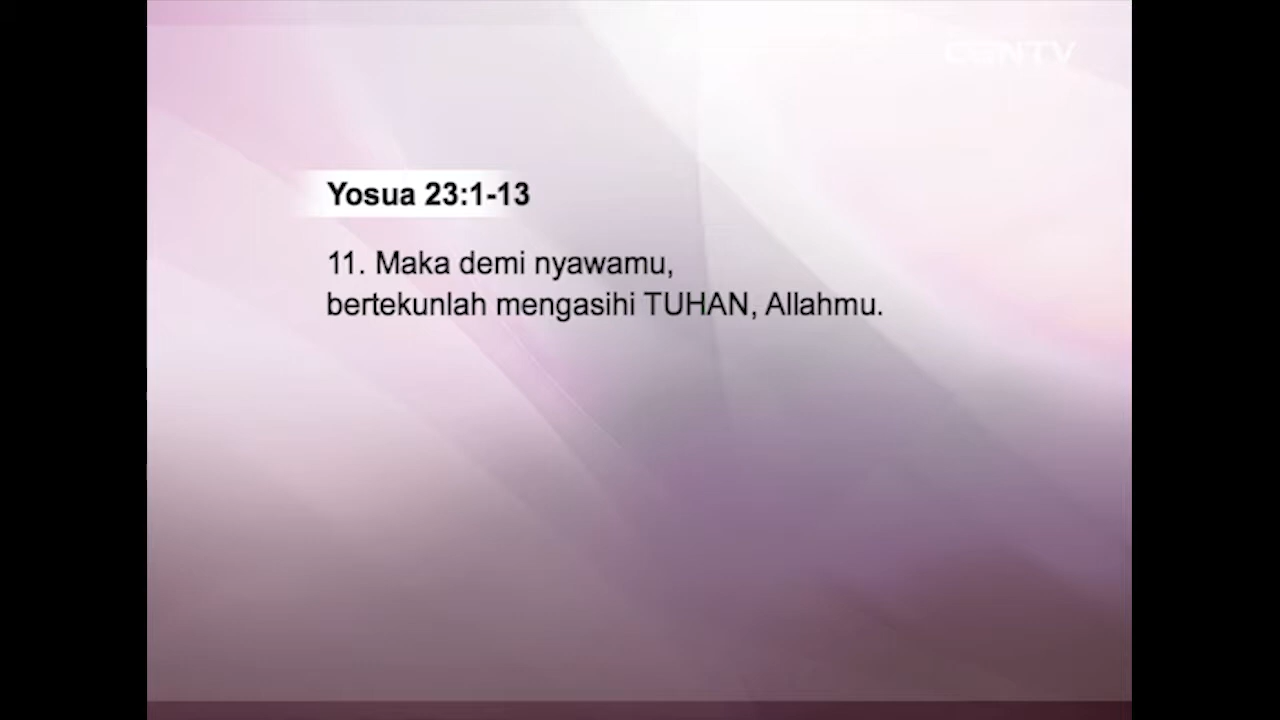 CGNTV
Yosua 23:1-13
11. Maka demi nyawamu,
bertekunlah mengasihi TUHAN, Allahmu.